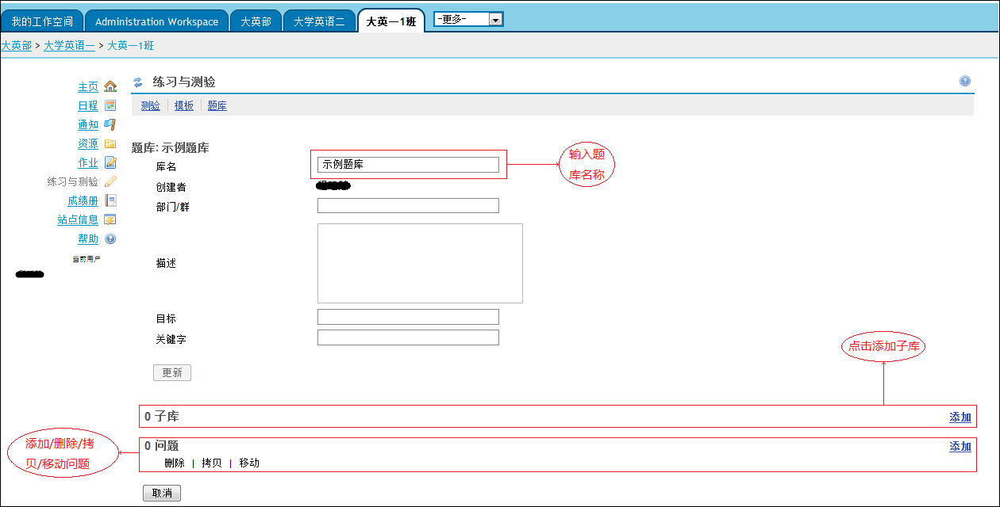 我的工作空间 Administration Workspace 大英部 大学英语二 大英一1班 -更多-
大英部 > 大学英语一 > 大英一1班
主页
日程
通知
资源
作业
练习与测验
成绩册
站点信息
帮助
当前用户
练习与测验
测验 模板 题库
题库: 示例题库
库名 示例题库
输入题
库名称
创建者
部门/群
描述
目标
关键字
更新
点击添加子库
0 子库 添加
添加/删除/拷
贝/移动问题
0 问题 添加
删除 | 拷贝 | 移动
取消